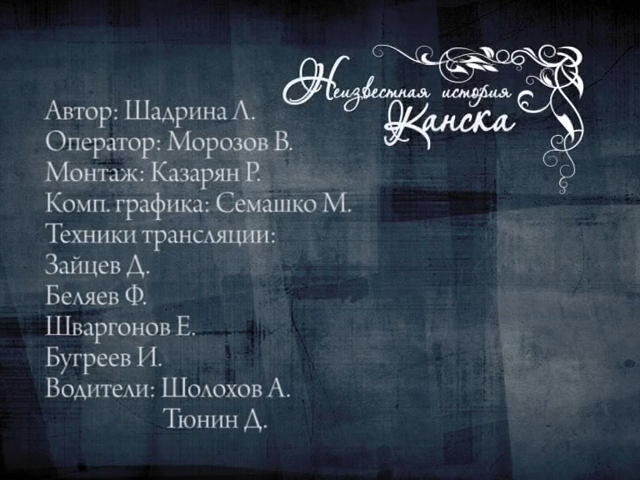 Неизвестная история
Канска
Автор: Шадрина Л.
Оператор: Морозов В.
Монтаж: Казарян Р.
Комп. графика: Семашко М.
Техники трансляции:
Зайцев Д.
Беляев Ф.
Шваргонов Е.
Бугреев И.
Водители: Шолохов А.
Тюнин Д.